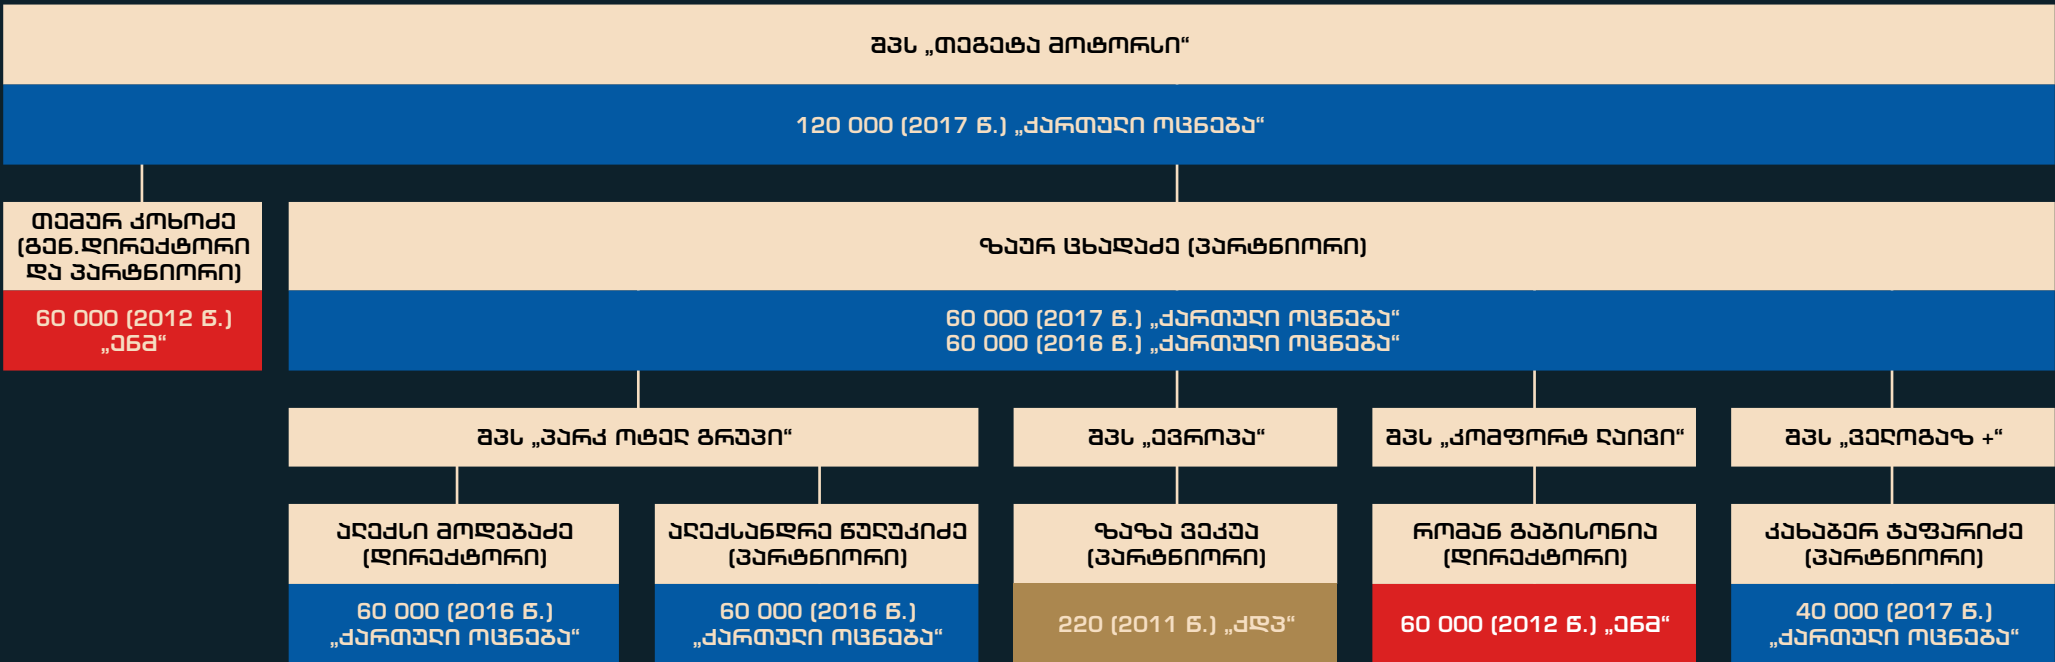 შპს „თეგეტა მოტორსი“
120 000 (2017 წ.) „ქართული ოცნება“
თემურ კოხოძე
(გენ.დირექტორი
და პარტნიორი)
60 000 (2012 წ.)
„ენმ“
ზაურ ცხადაძე (პარტნიორი)
60 000 (2017 წ.) „ქართული ოცნება“
60 000 (2016 წ.) „ქართული ოცნება“
შპს „პარკ ოტელ გრუპი“
შპს „ევროპა“
შპს „კომფორტ ლაივი“
შპს „ველოგაზ +“
ალექსი მოდებაძე
(დირექტორი)
60 000 (2016 წ.)
„ქართული ოცნება“
ალექსანდრე წულუკიძე
(პარტნიორი)
60 000 (2016 წ.)
„ქართული ოცნება“
ზაზა ვეკუა
(პარტნიორი)
220 (2011 წ.) „ქდპ“
რომან გაბისონია
(დირექტორი)
60 000 (2012 წ.) „ენმ“
კახაბერ ჯაფარიძე
(პარტნიორი)
40 000 (2017 წ.)
„ქართული ოცნება“